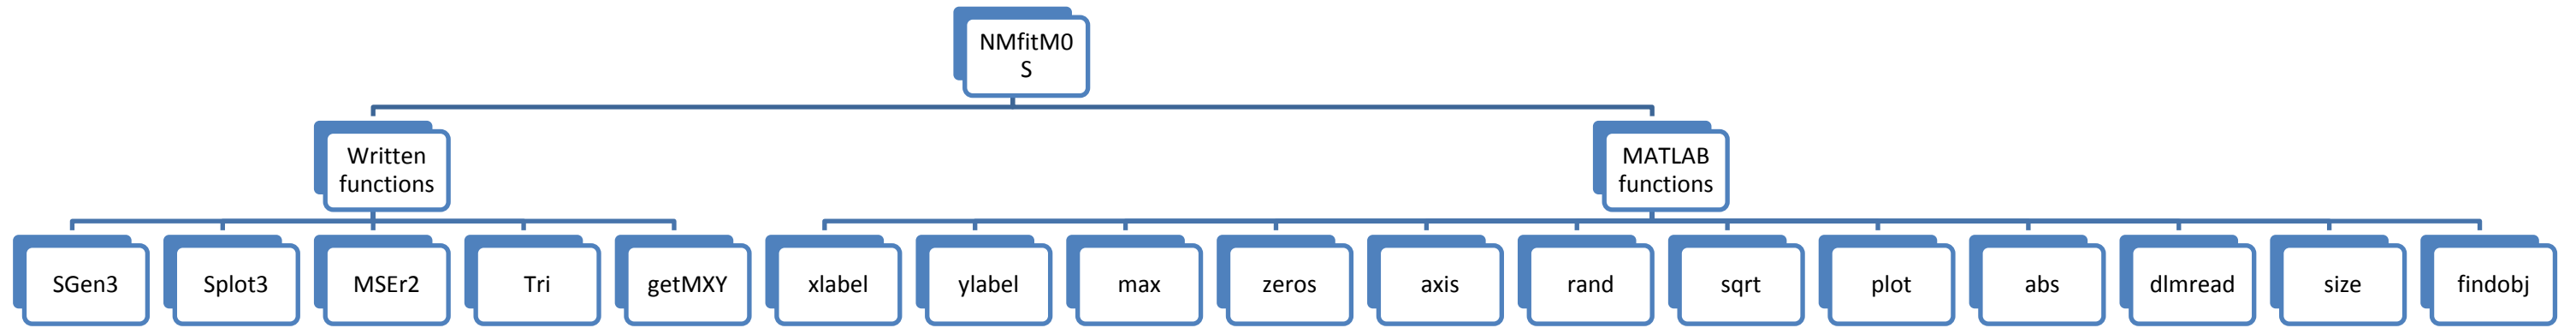 NMfitM0
S
Written
functions
MATLAB
functions
SGen3
Splot3
MSEr2
Tri
getMXY
xlabel
ylabel
max
zeros
axis
rand
sqrt
plot
abs
dlmread
size
findobj